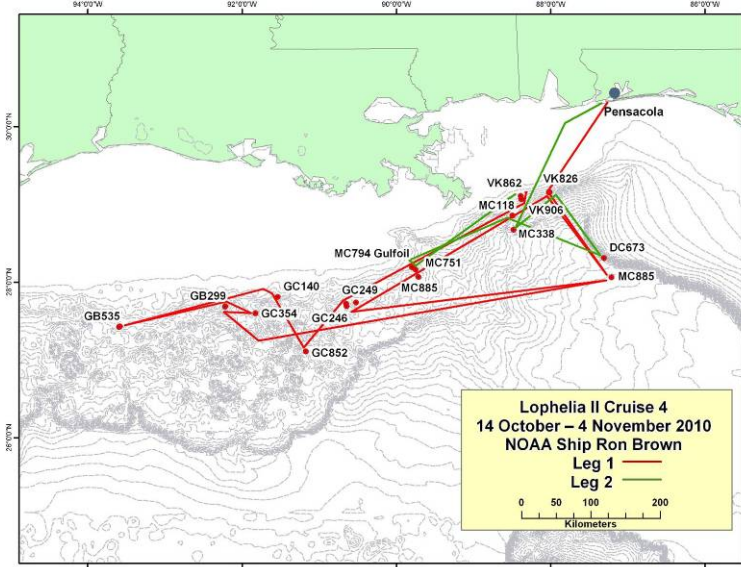 94°0'0"W 92°0'0"W 90°0'0"W 88°0'0"W 86°0'0"W
30°0'0"N
Pensacola
VK826
VK862
MC118
VK906
MC338
DC673
MC794 Gulfoil
MC751
MC885
MC885
28°0'0"N
GC140
GB299
GC249
GB535
GC354
GC246
GC852
26°0'0"N
Lophelia II Cruise 4
14 October – 4 November 2010
NOAA Ship Ron Brown
Leg 1
Leg 2
0 50 100 150 200
Kilometers